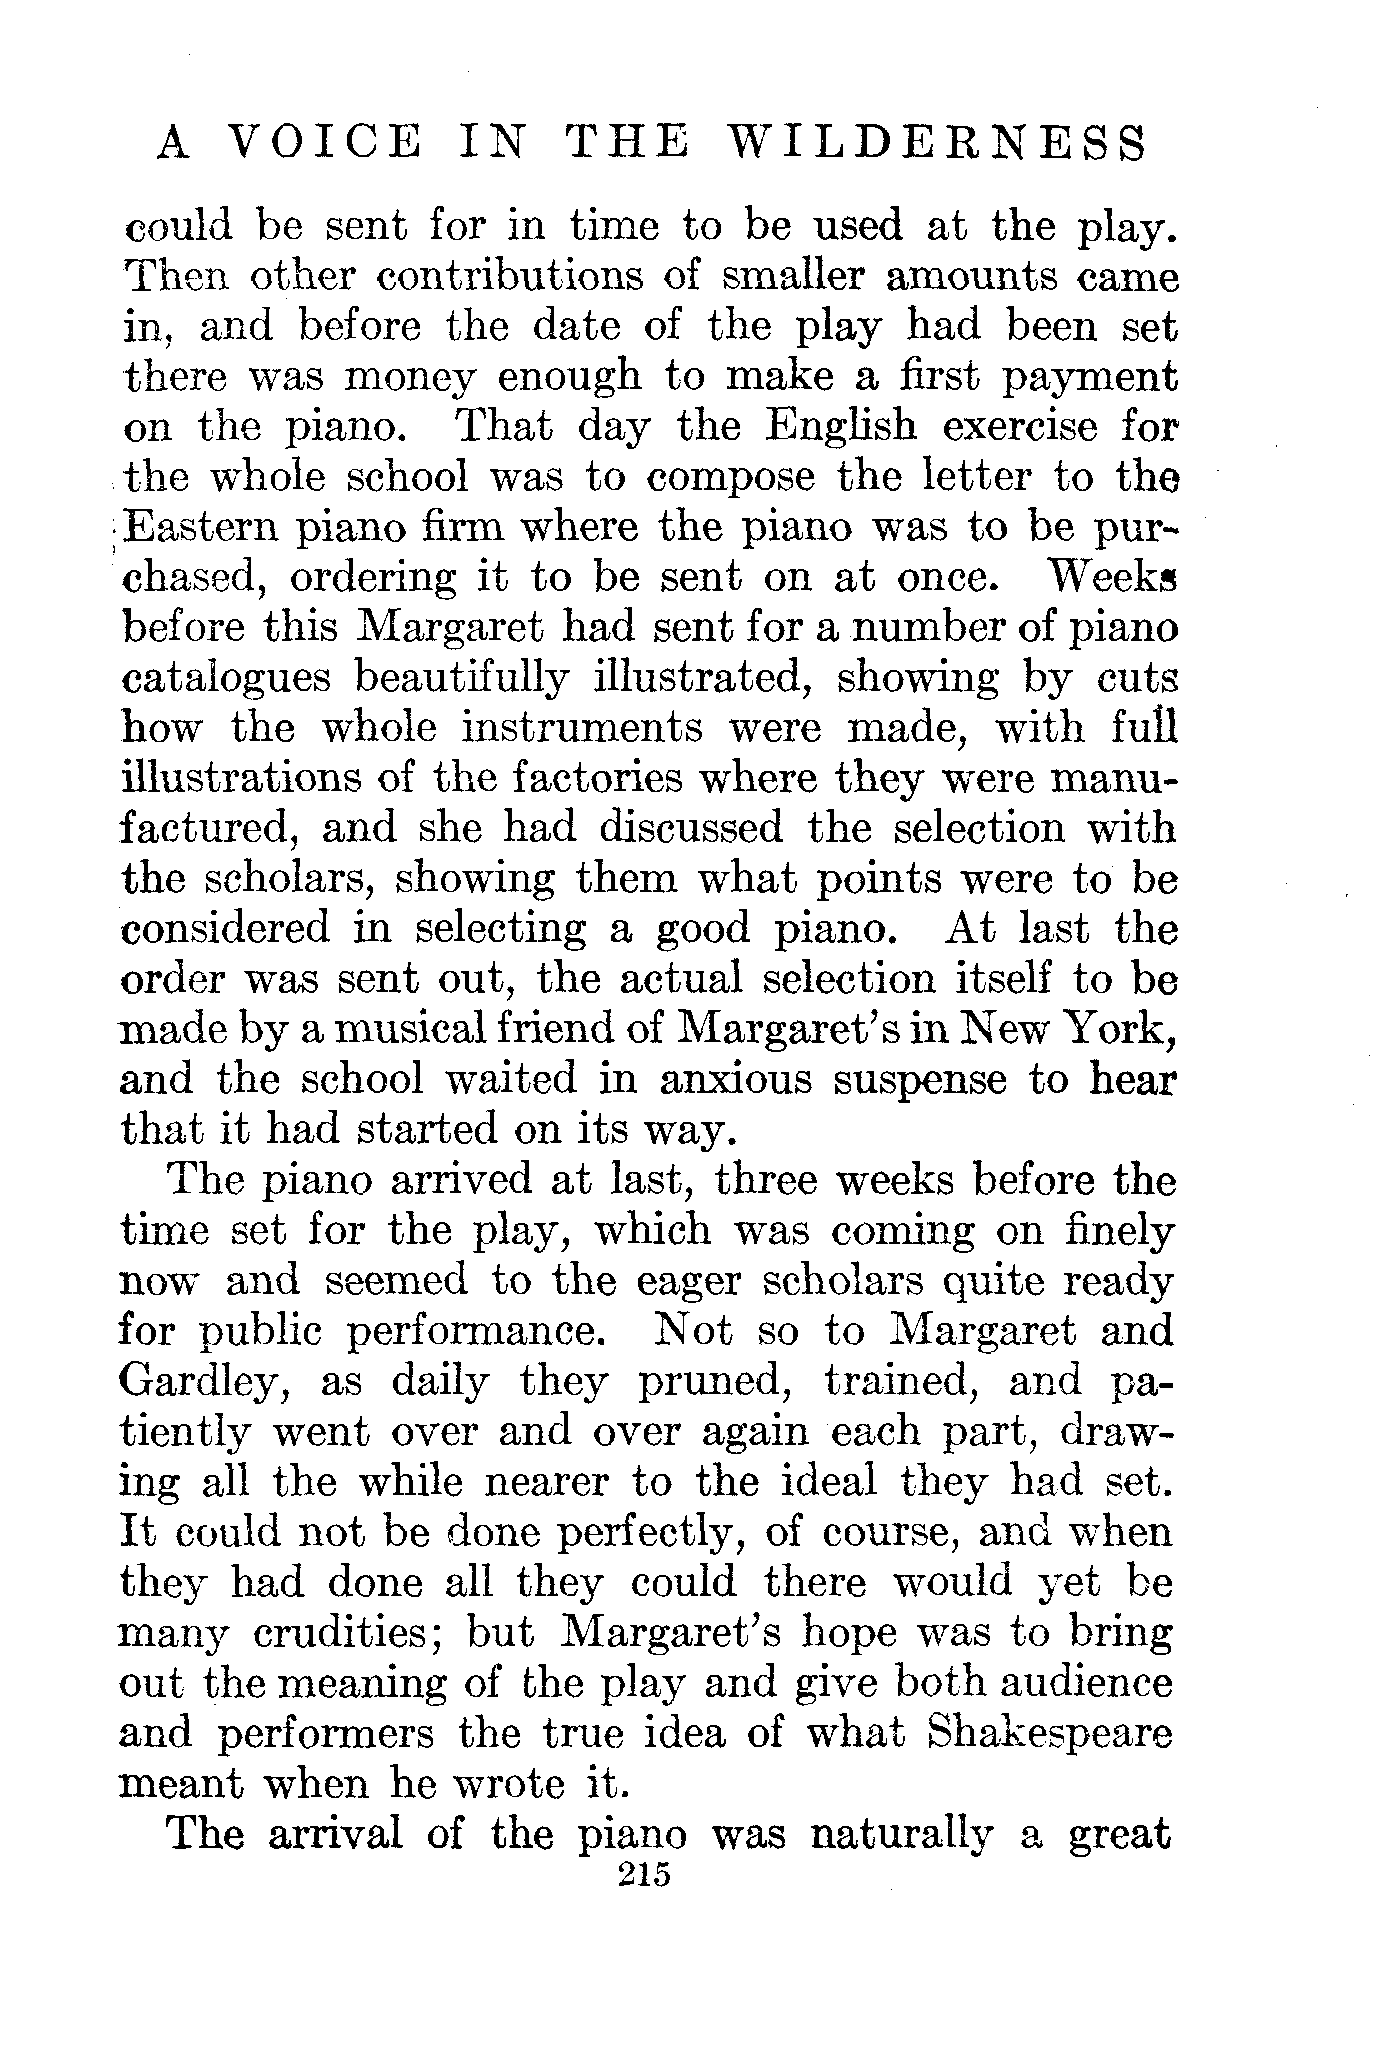 A VOICE IN THE WILDERNESS
could be sent for in time to be used at the play.
Then other contributions of smaller amounts came
in, and before the date of the play had been set
there was money enough to make a first payment
on the piano. That day the English exercise for
the whole school was to compose the letter to the
Eastern piano firm where the piano was to be pur-
chased, ordering it to be sent on at once. Weeks
before this Margaret had sent for a number of piano
catalogues beautifully illustrated, showing by cuts
how the whole instruments were made, with full
illustrations of the factories where they were manu-
factured, and she had discussed the selection with
the scholars, showing them what points were to be
considered in selecting a good piano. At last the
order was sent out, the actual selection itself to be
made by a musical friend of Margaret's in New York,
and the school waited in anxious suspense to hear
that it had started on its way.
The piano arrived at last, three weeks before the
time set for the play, which was coming on finely
now and seemed to the eager scholars quite ready
for public performance. Not so to Margaret and
Gardley, as daily they pruned, trained, and pa-
tiently went over and over again each part, draw-
ing all the while nearer to the ideal they had set.
It could not be done perfectly, of course, and when
they had done all they could there would yet be
many crudities; but Margaret's hope was to bring
out the meaning of the play and give both audience
and performers the true idea of what Shakespeare
meant when he wrote it.
The arrival of the piano was naturally a great
215